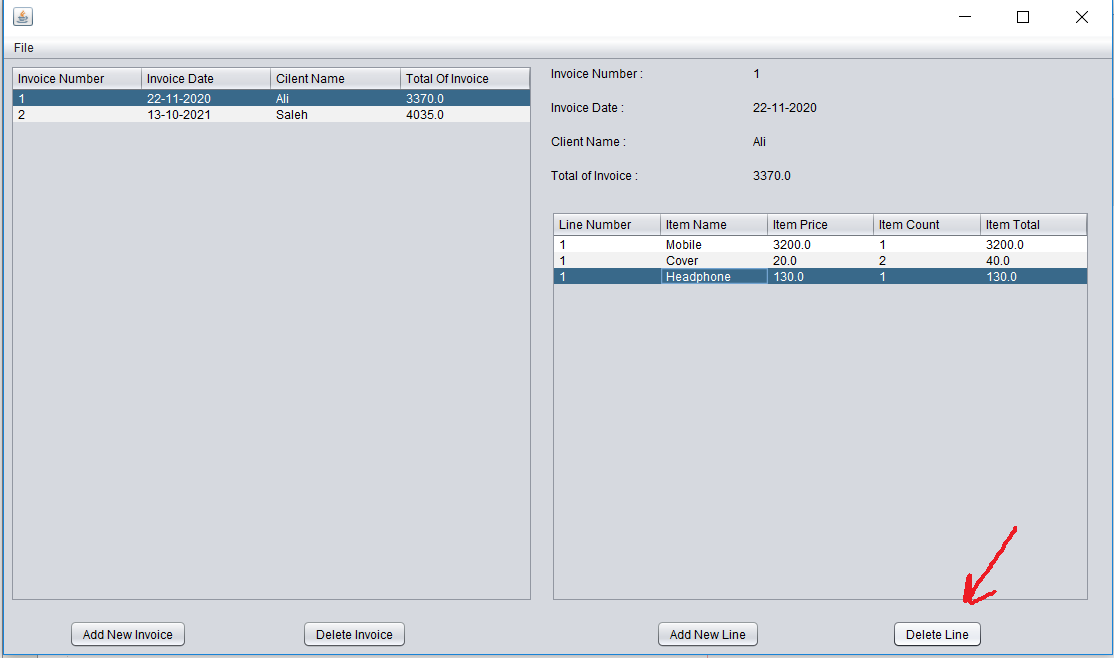 File
Invoice Number Invoice Date Cilent Name Total Of Invoice
1 22-11-2020 Ali 3370.0
2 13-10-2021 Saleh 4035.0
Invoice Number : 1
Invoice Date : 22-11-2020
Client Name : Ali
Total of Invoice : 3370.0
Line Number Item Name Item Price Item Count Item Total
1 Mobile 3200.0 1 3200.0
1 Cover 20.0 2 40.0
1 Headphone 130.0 1 130.0
Add New Invoice Delete Invoice Add New Line Delete Line